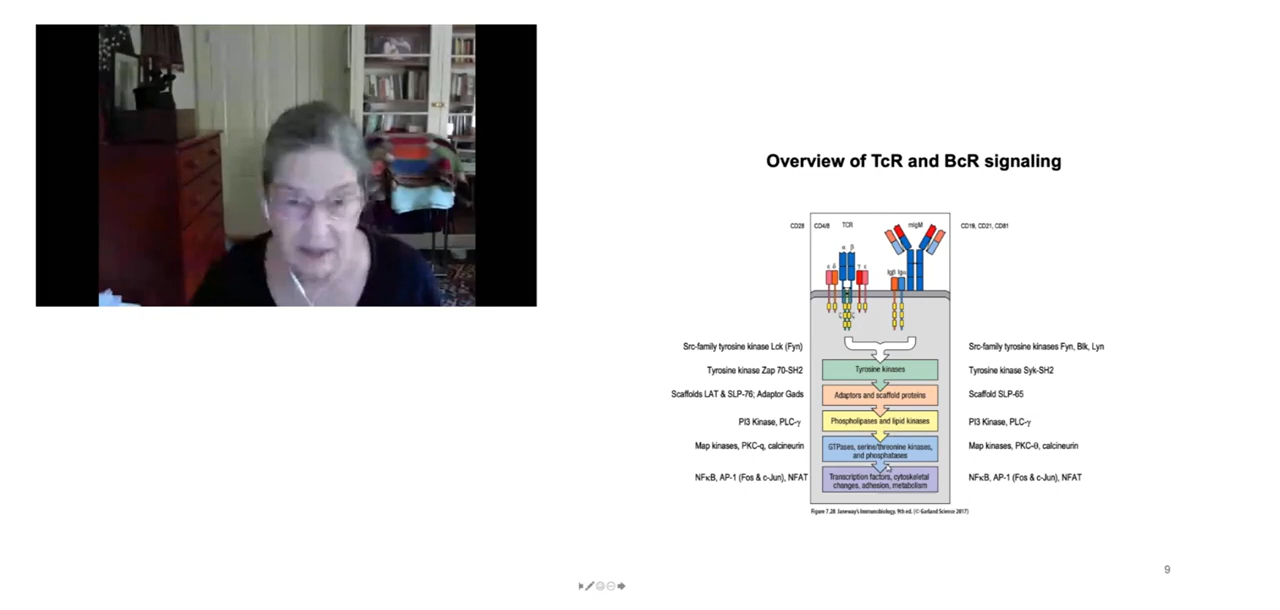 Overview of TcR and BcR signaling
CD28 CD4/8 TCR mIgM CD19, CD21, CD81
α β
ε δ γ ε Igβ Igα
Src-family tyrosine kinase Lck (Fyn) Src-family tyrosine kinases Fyn, Blk, Lyn
Tyrosine kinase Zap 70-SH2 Tyrosine kinases Tyrosine kinase Syk-SH2
Scaffolds LAT & SLP-76; Adaptor Gads Adaptors and scaffold proteins Scaffold SLP-65
PI3 Kinase, PLC-γ Phospholipases and lipid kinases PI3 Kinase, PLC-γ
Map kinases, PKC-q, calcineurin GTPases, serine/threonine kinases, and phosphatases Map kinases, PKC-θ, calcineurin
NFκB, AP-1 (Fos & c-Jun), NFAT Transcription factors, cytoskeletal changes, adhesion, metabolism NFκB, AP-1 (Fos & c-Jun), NFAT
Figure 7.28 Janeway's Immunobiology, 9th ed. (© Garland Science 2017)
9